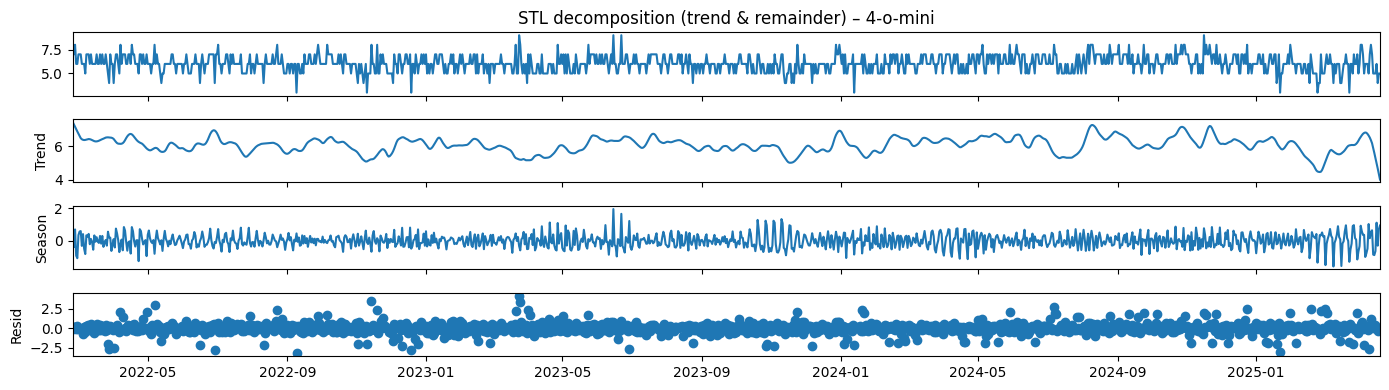 STL decomposition (trend & remainder) – 4-o-mini
7.5
5.0
Trend
6
4
Season
2
0
Resid
2.5
0.0
−2.5
2022-05 2022-09 2023-01 2023-05 2023-09 2024-01 2024-05 2024-09 2025-01